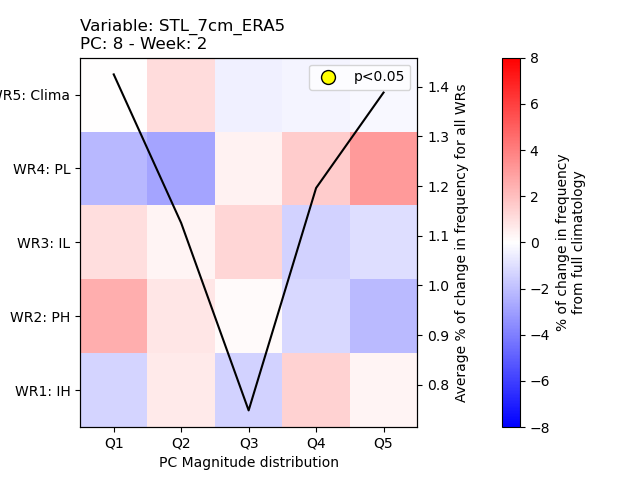 Variable: STL_7cm_ERA5
PC: 8 - Week: 2
p<0.05
WR5: Clima
WR4: PL
WR3: IL
WR2: PH
WR1: IH
Q1 Q2 Q3 Q4 Q5
PC Magnitude distribution
1.4
1.3
1.2
1.1
1.0
0.9
0.8
Average % of change in frequency for all WRs
8
6
4
2
0
−2
−4
−6
−8
% of change in frequency
from full climatology